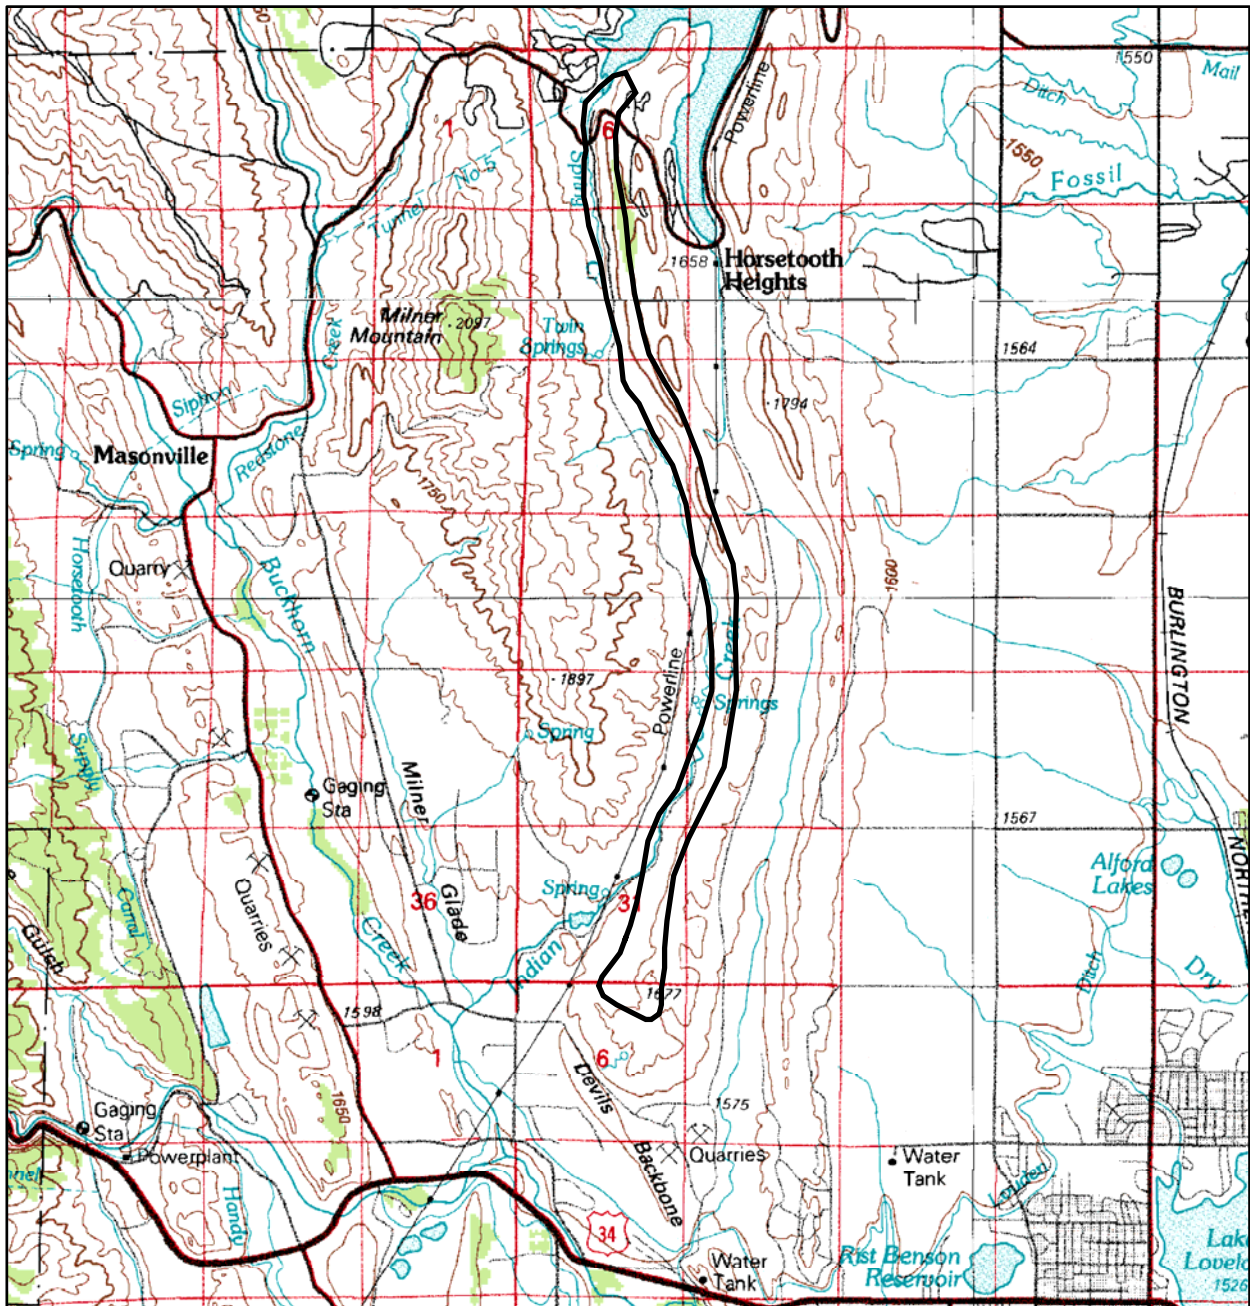 1550
Mail
Ditch
Powerline
1550
Fossil
1
6
Tunnel No 5
Spring
Cr
1658
Horsetooth
Heights
Milner
Mountain
2097
Creek
Twin
Springs
1564
Siphon
1794
Spring
Masonville
Redstone
1750
Quarry
Horsetooth
Buckhorn
1600
BURLINGTON
Creek
1897
Powerline
Springs
Spring
Supply
Milner
Gaging
Sta
1567
Alford
Lakes
Quarries
Canal
36
Glade
Spring
Creek
Indian
Gulch
Ditch
Dry
1677
1598
1
6
Devils
Backbone
1575
1650
Gaging
Sta
Powerplant
Quarries
Water
Tank
Louden
Handy
34
Water
Tank
Rist Benson
Reservoir
1526